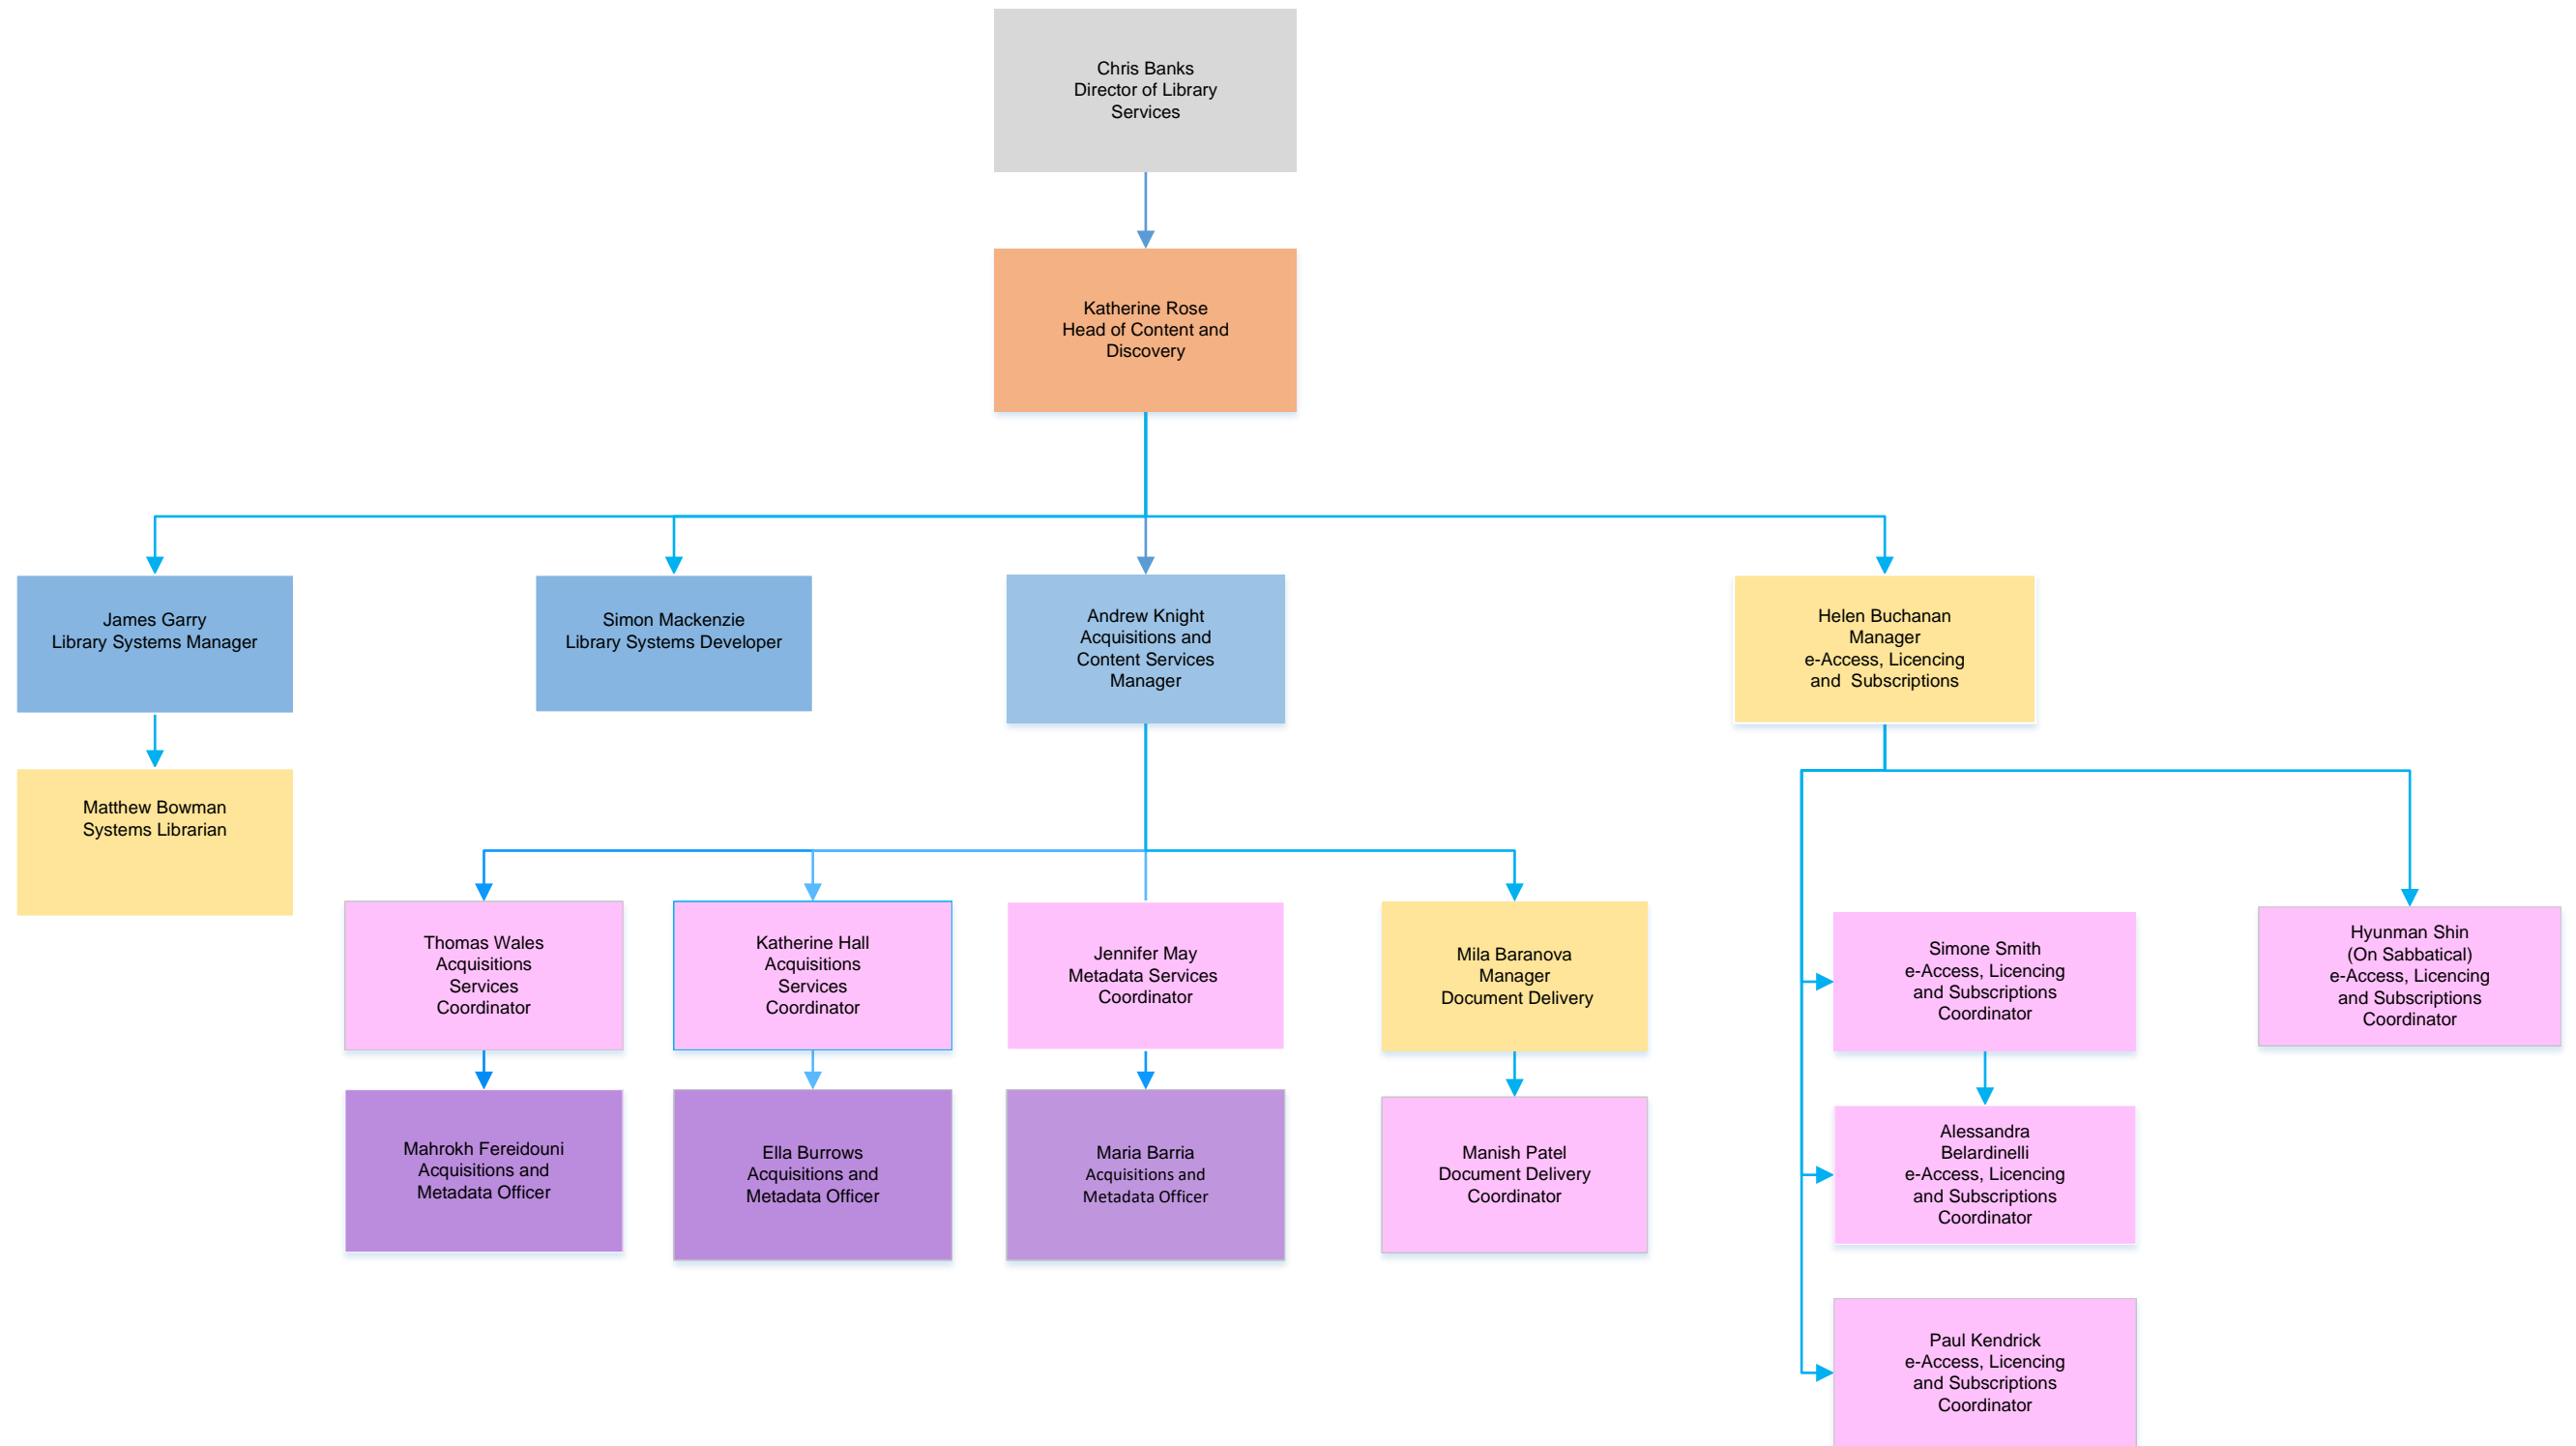 Chris Banks
Director of Library
Services
Katherine Rose
Head of Content and
Discovery
James Garry
Library Systems Manager
Simon Mackenzie
Library Systems Developer
Andrew Knight
Acquisitions and
Content Services
Manager
Helen Buchanan
Manager
e-Access, Licencing
and  Subscriptions
Matthew Bowman
Systems Librarian
Thomas Wales
Acquisitions
Services
Coordinator
Katherine Hall
Acquisitions
Services
Coordinator
Jennifer May
Metadata Services
Coordinator
Mila Baranova
Manager
Document Delivery
Simone Smith
e-Access, Licencing
and Subscriptions
Coordinator
Hyunman Shin
(On Sabbatical)
e-Access, Licencing
and Subscriptions
Coordinator
Mahrokh Fereidouni
Acquisitions and
Metadata Officer
Ella Burrows
Acquisitions and
Metadata Officer
Maria Barria
Acquisitions and
Metadata Officer
Manish Patel
Document Delivery
Coordinator
Alessandra
Belardinelli
e-Access, Licencing
and Subscriptions
Coordinator
Paul Kendrick
e-Access, Licencing
and Subscriptions
Coordinator